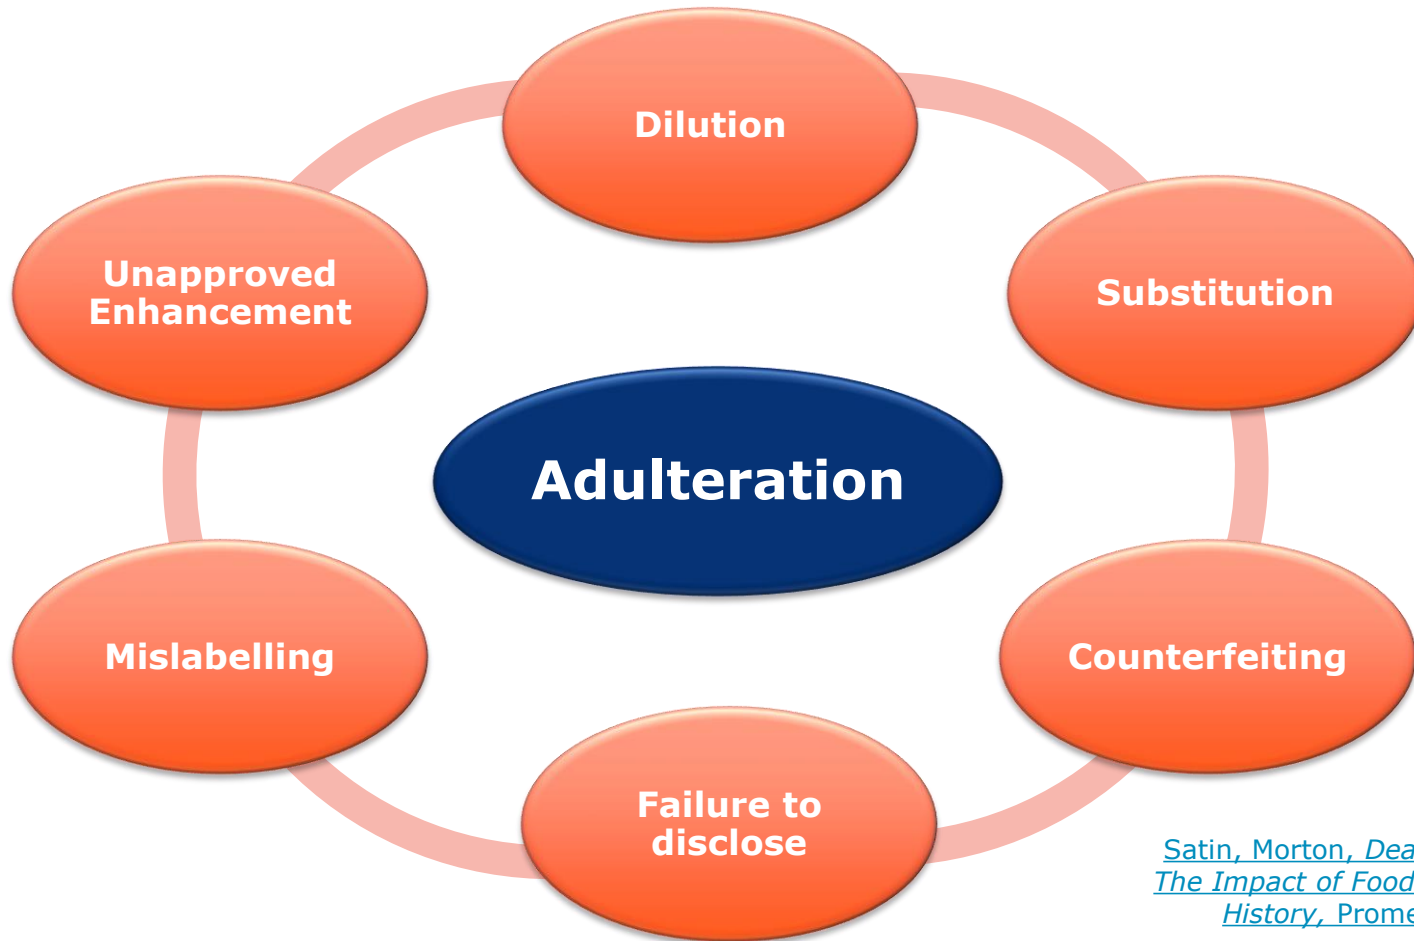 Dilution
Unapproved
Enhancement
Substitution
Adulteration
Mislabelling
Counterfeiting
Failure to
disclose
Satin, Morton,
The Impact of Food
History,